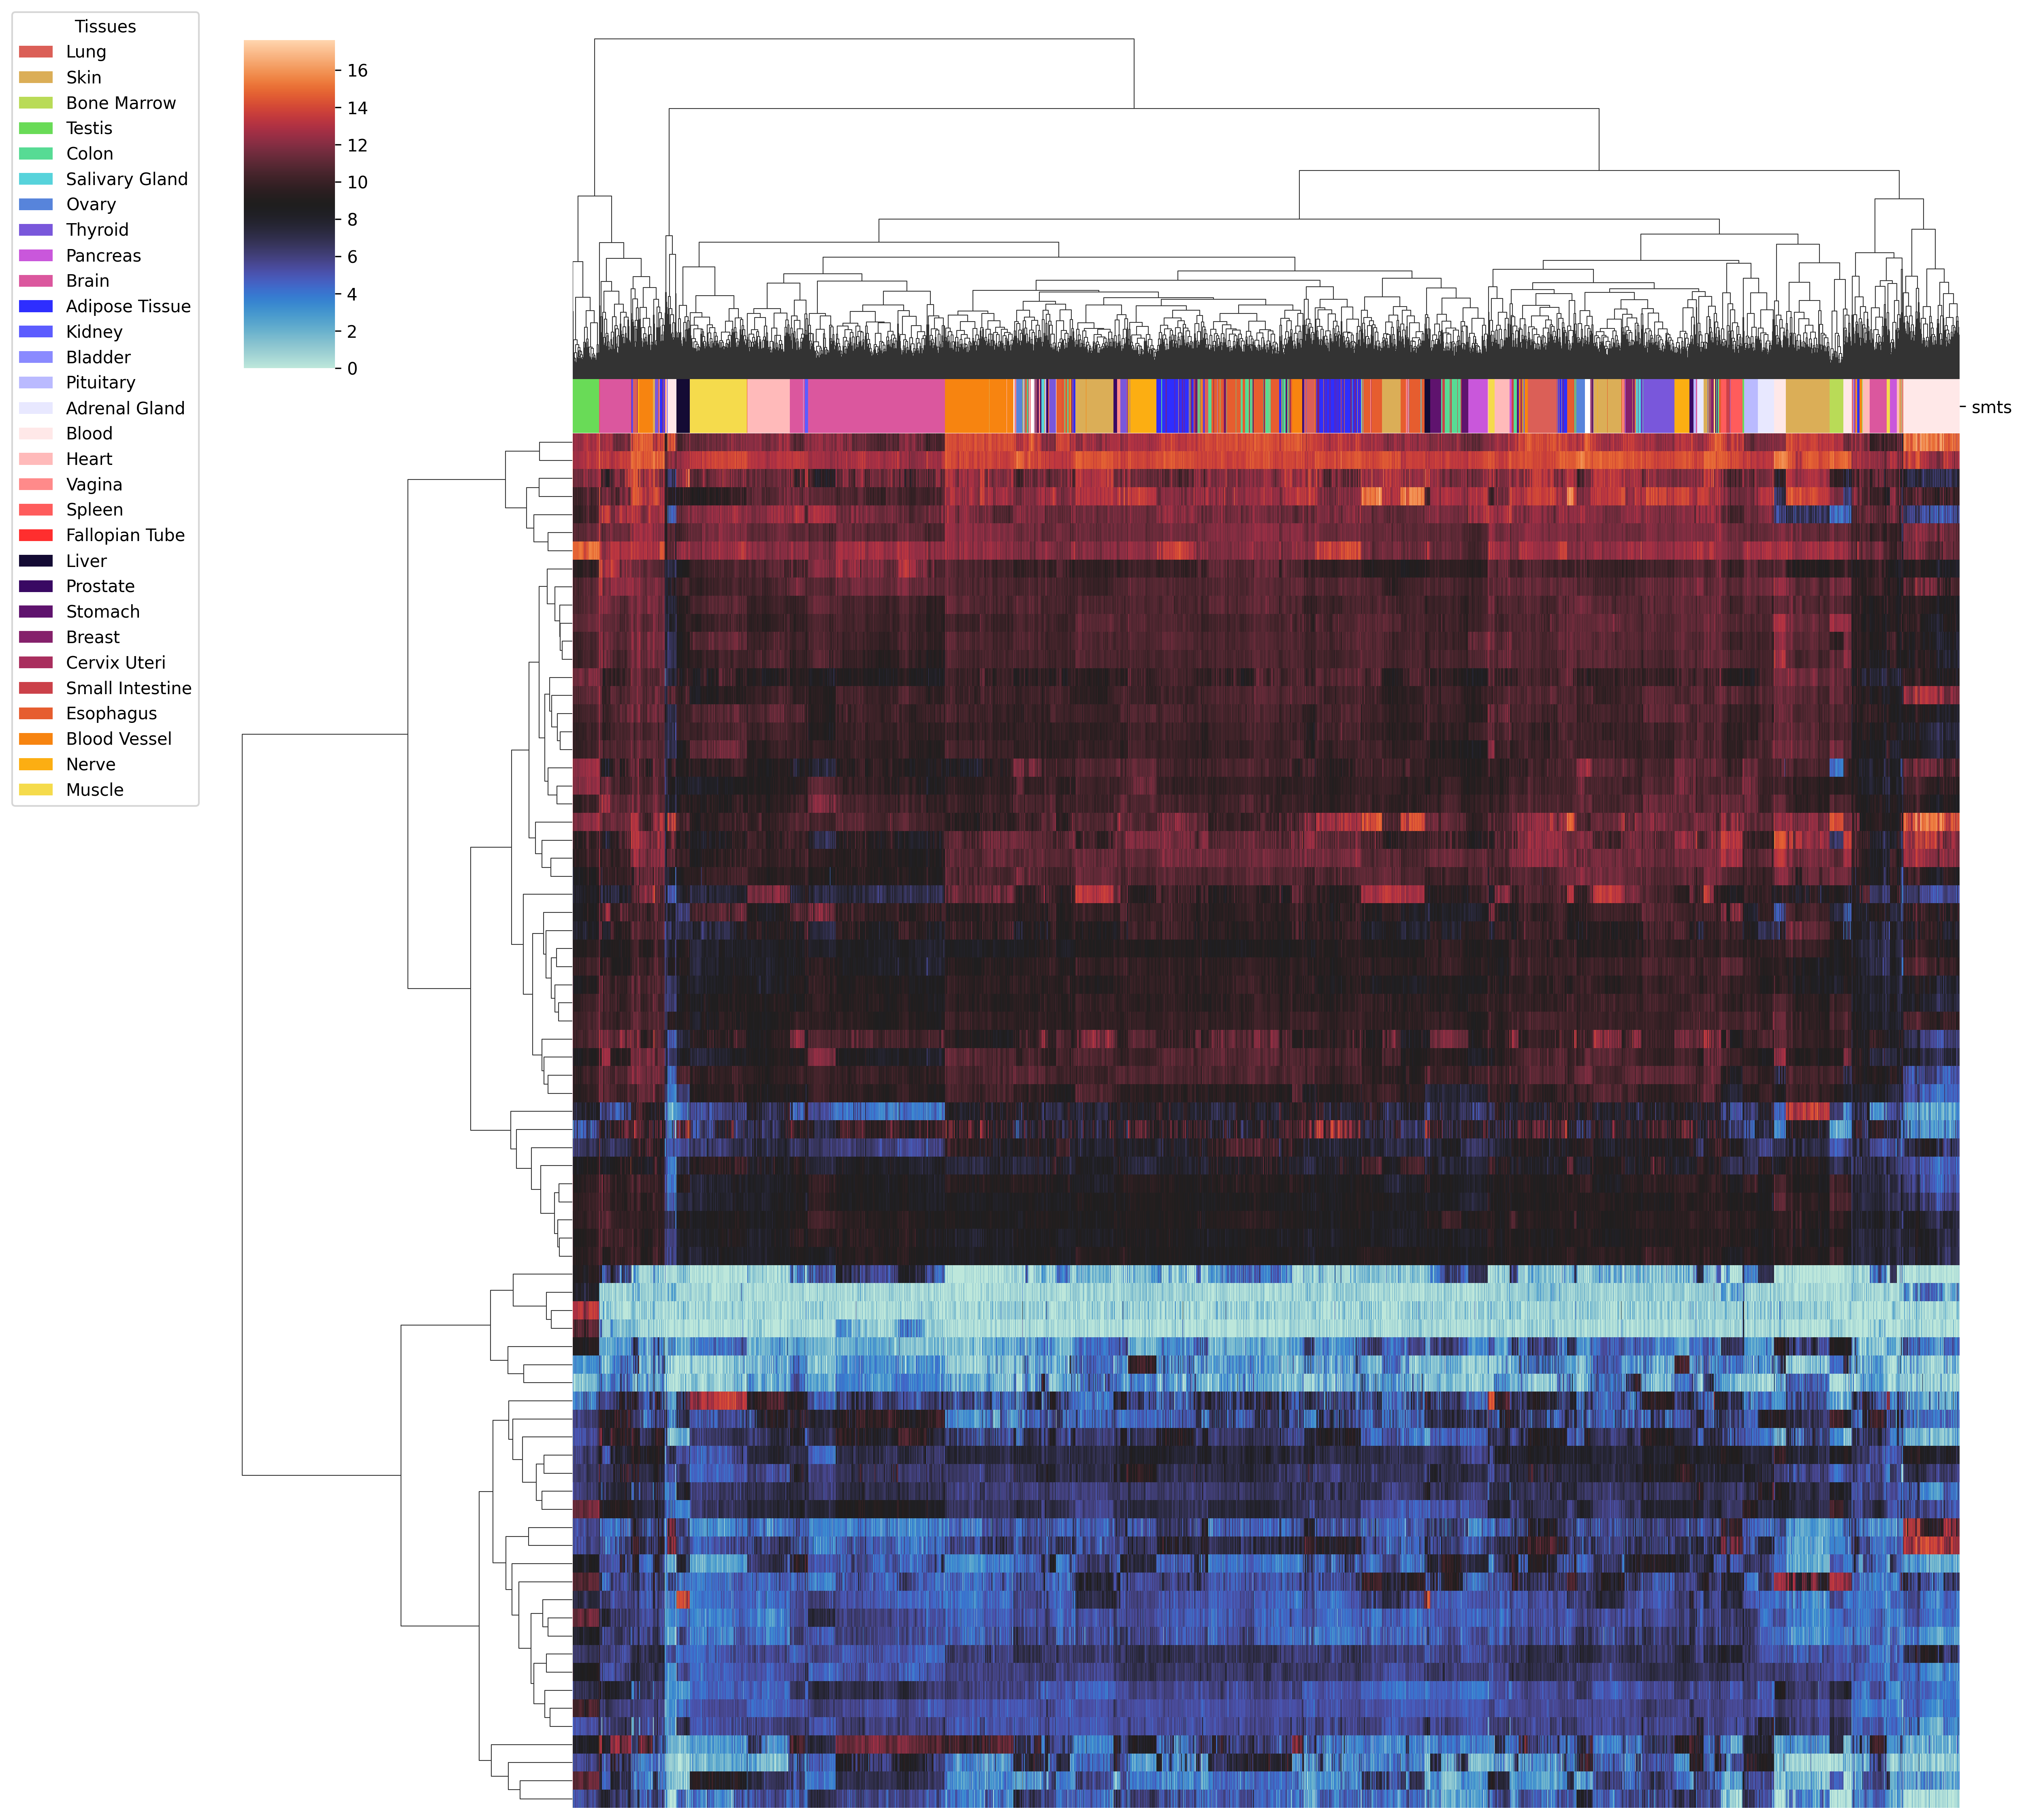 Tissues
Lung
Skin
Bone Marrow
Testis
Colon
Salivary Gland
Ovary
Thyroid
Pancreas
Brain
Adipose Tissue
Kidney
Bladder
Pituitary
Adrenal Gland
Blood
Heart
Vagina
Spleen
Fallopian Tube
Liver
Prostate
Stomach
Breast
Cervix Uteri
Small Intestine
Esophagus
Blood Vessel
Nerve
Muscle
16
14
12
10
8
6
4
2
0
smts